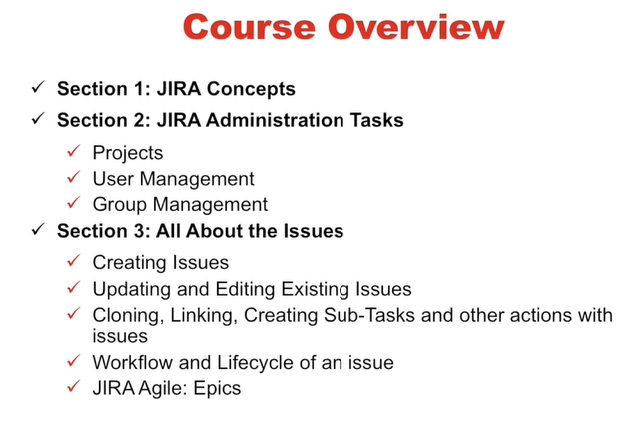 Course Overview
Section 1: JIRA Concepts
Section 2: JIRA Administration Tasks
Projects
User Management
Group Management
Section 3: All About the Issues
Creating Issues
Updating and Editing Existing Issues
Cloning, Linking, Creating Sub-Tasks and other actions with
issues
Workflow and Lifecycle of an issue
JIRA Agile: Epics